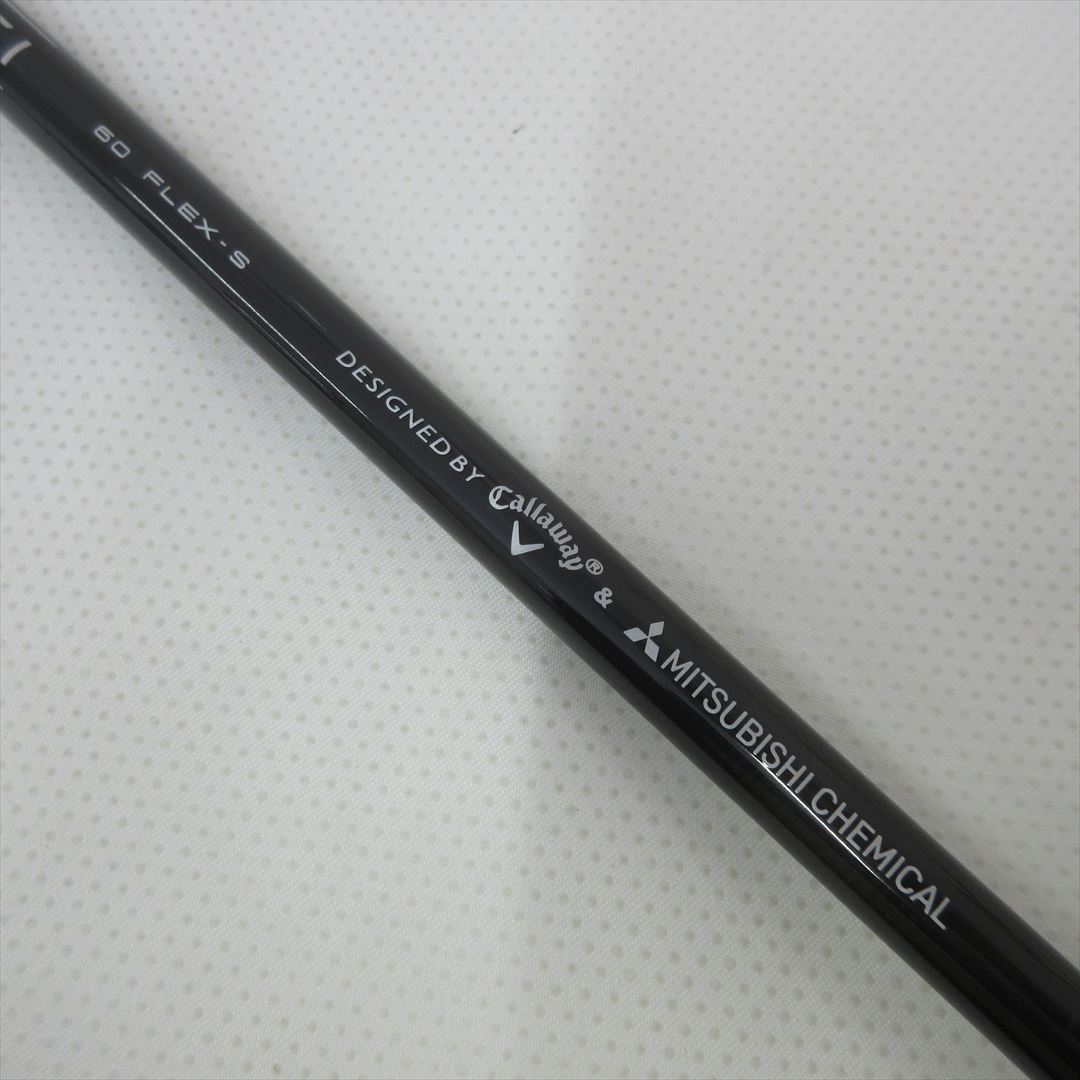 60 FLEX·S
DESIGNED BY Callaway® & MITSUBISHI CHEMICAL